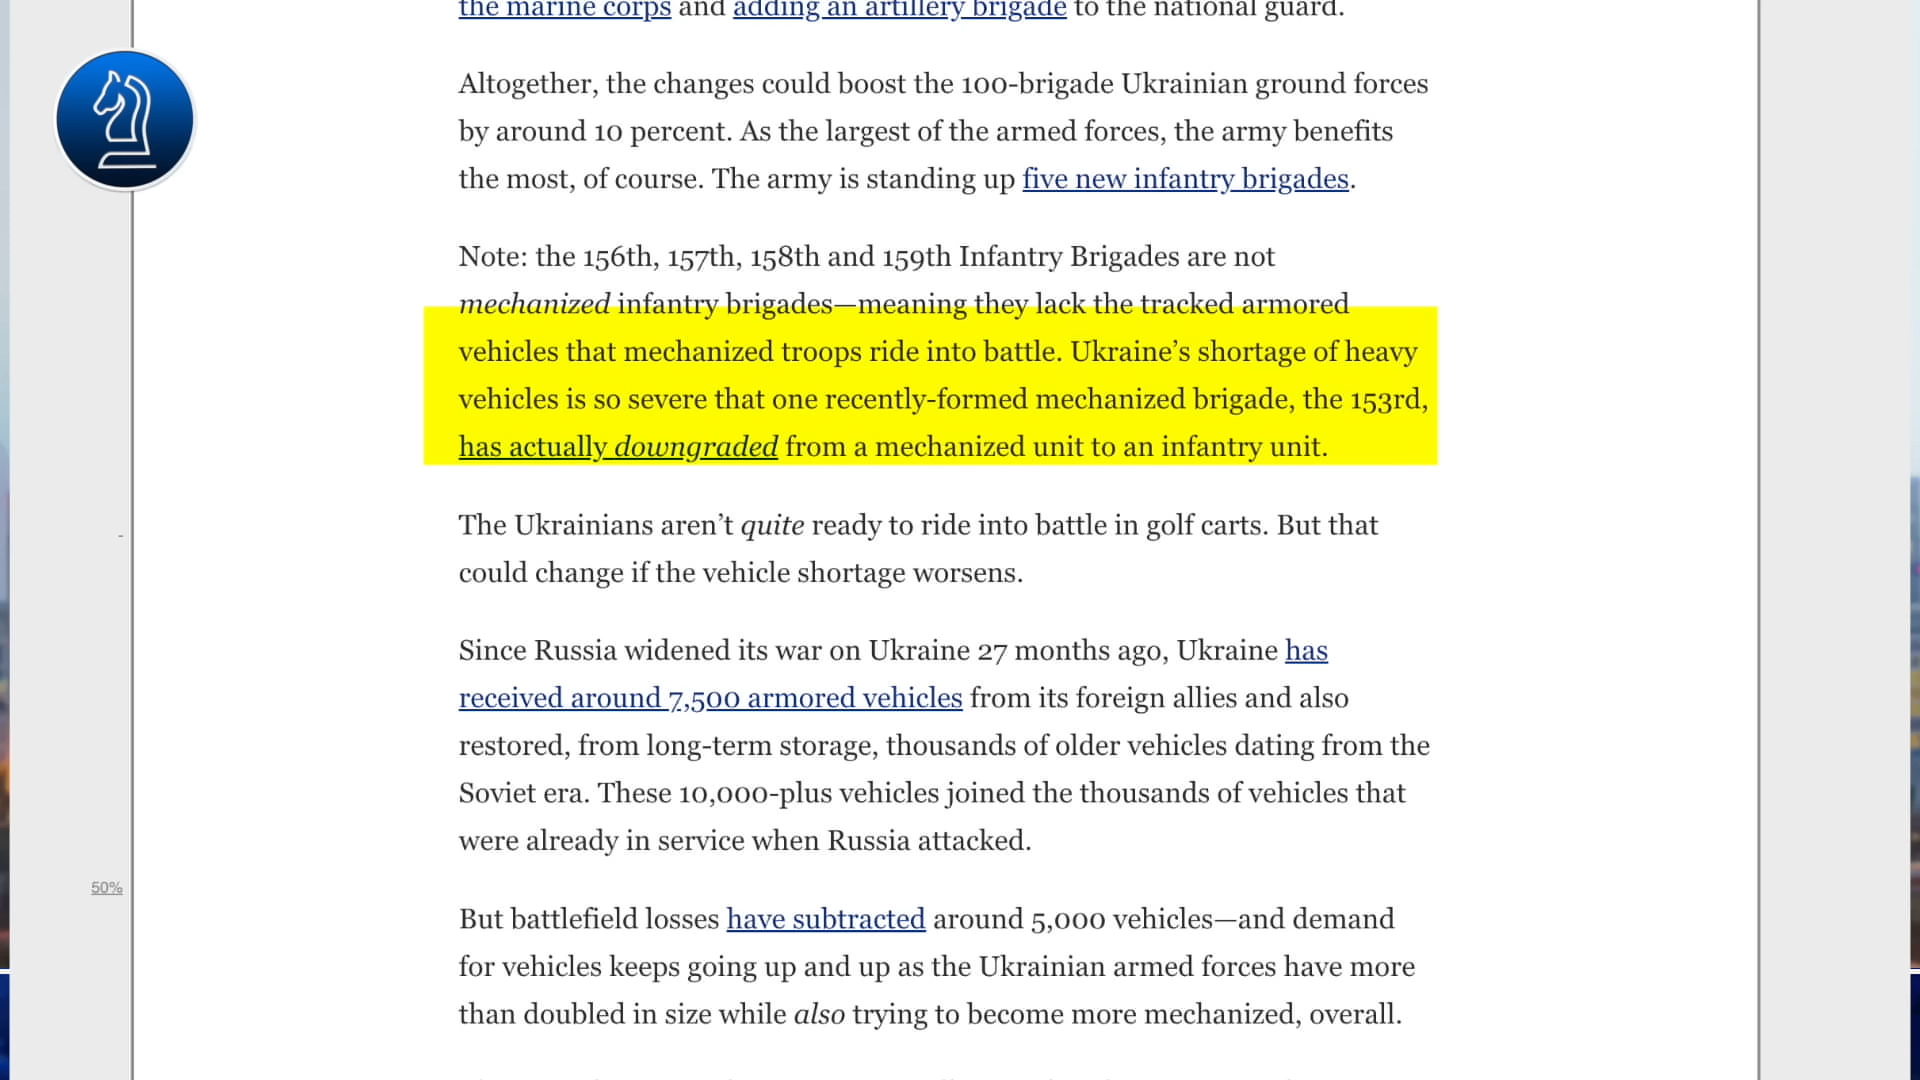 the marine corps and adding an artillery brigade to the national guard.
Altogether, the changes could boost the 100-brigade Ukrainian ground forces
by around 10 percent. As the largest of the armed forces, the army benefits
the most, of course. The army is standing up five new infantry brigades.
Note: the 156th, 157th, 158th and 159th Infantry Brigades are not
mechanized infantry brigades—meaning they lack the tracked armored
vehicles that mechanized troops ride into battle. Ukraine’s shortage of heavy
vehicles is so severe that one recently-formed mechanized brigade, the 153rd,
has actually downgraded from a mechanized unit to an infantry unit.
The Ukrainians aren’t quite ready to ride into battle in golf carts. But that
could change if the vehicle shortage worsens.
Since Russia widened its war on Ukraine 27 months ago, Ukraine has
received around 7,500 armored vehicles from its foreign allies and also
restored, from long-term storage, thousands of older vehicles dating from the
Soviet era. These 10,000-plus vehicles joined the thousands of vehicles that
were already in service when Russia attacked.
50%
But battlefield losses have subtracted around 5,000 vehicles—and demand
for vehicles keeps going up and up as the Ukrainian armed forces have more
than doubled in size while also trying to become more mechanized, overall.